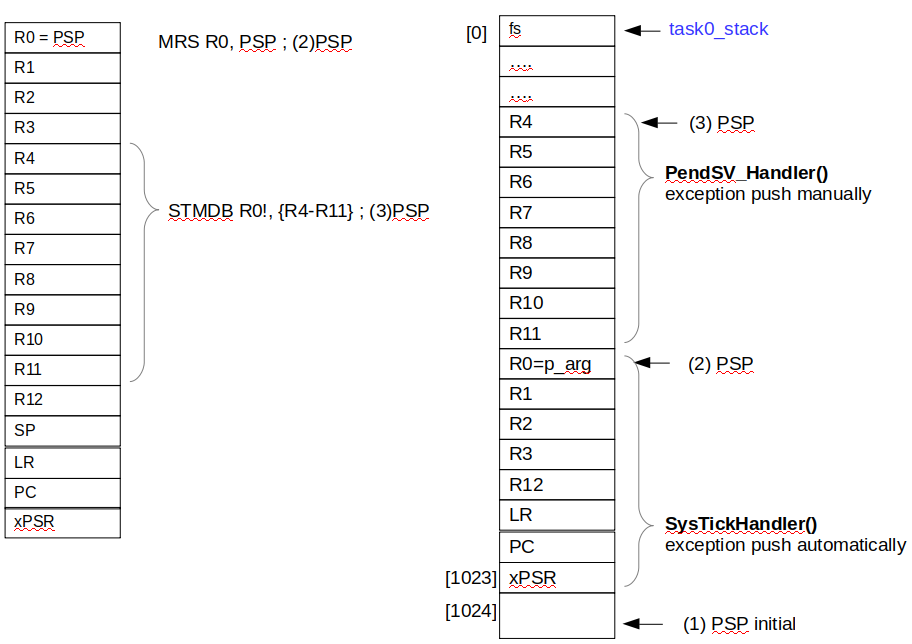 R0 = PSP
R1
R2
R3
R4
R5
R6
R7
R8
R9
R10
R11
R12
SP
LR
PC
xPSR
MRS R0, PSP ; (2)PSP
STMDB R0!, {R4-R11} ; (3)PSP
[0]
fs
....
....
R4
R5
R6
R7
R8
R9
R10
R11
R0=p_arg
R1
R2
R3
R12
LR
PC
[1023]
xPSR
[1024]
task0_stack
(3) PSP
PendSV_Handler()
exception push manually
(2) PSP
SysTickHandler()
exception push automatically
(1) PSP initial